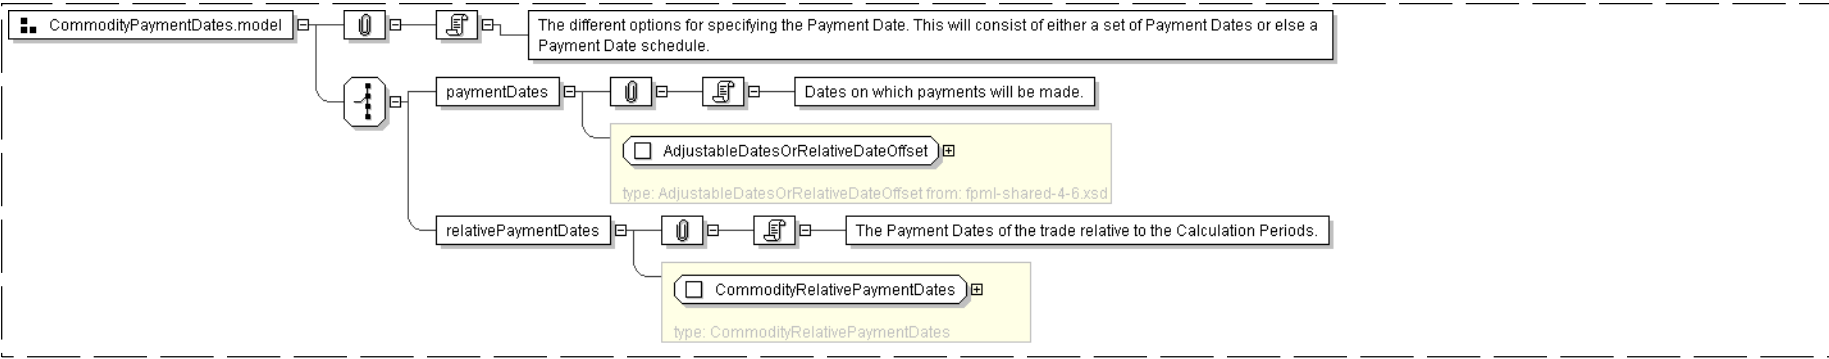 CommodityPaymentDates.model
The different options for specifying the Payment Date. This will consist of either a set of Payment Dates or else a
Payment Date schedule.
paymentDates
Dates on which payments will be made.
AdjustableDatesOrRelativeDateOffset
type: AdjustableDatesOrRelativeDateOffset from: fpml-shared-4-6.xsd
relativePaymentDates
The Payment Dates of the trade relative to the Calculation Periods.
CommodityRelativePaymentDates
type: CommodityRelativePaymentDates